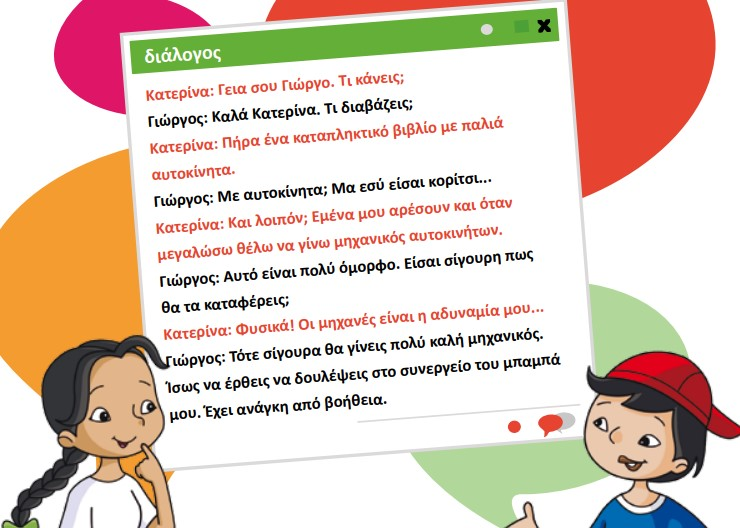 διάλογος
Κατερίνα: Γεια σου Γιώργο. Τι κάνεις;
Γιώργος: Καλά Κατερίνα. Τι διαβάζεις;
Κατερίνα: Πήρα ένα καταπληκτικό βιβλίο με παλιά
αυτοκίνητα.
Γιώργος: Με αυτοκίνητα; Μα εσύ είσαι κορίτσι...
Κατερίνα: Και λοιπόν; Εμένα μου αρέσουν και όταν
μεγαλώσω θέλω να γίνω μηχανικός αυτοκινήτων.
Γιώργος: Αυτό είναι πολύ όμορφο. Είσαι σίγουρη πως
θα τα καταφέρεις;
Κατερίνα: Φυσικά! Οι μηχανές είναι η αδυναμία μου...
Γιώργος: Τότε σίγουρα θα γίνεις πολύ καλή μηχανικός.
Ίσως να έρθεις να δουλέψεις στο συνεργείο του μπαμπά
μου. Έχει ανάγκη από βοήθεια.